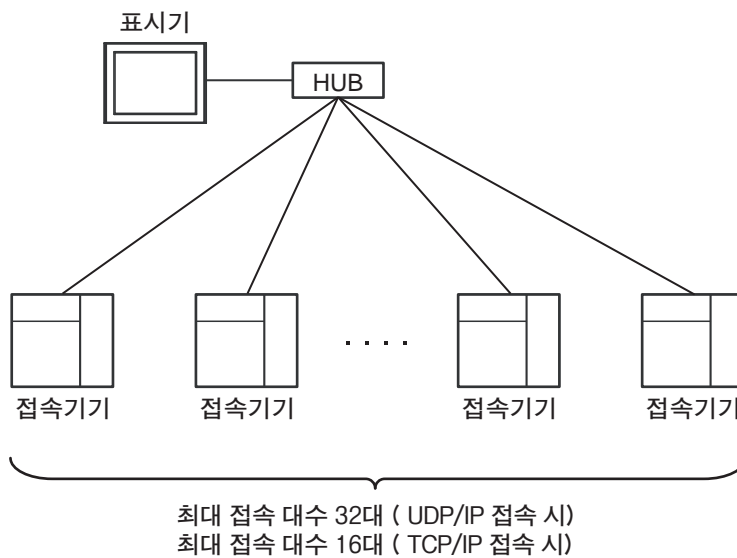 표시기
HUB
접속기기 접속기기 접속기기 접속기기
최대 접속 대수 32대 ( UDP/IP 접속 시)
최대 접속 대수 16대 ( TCP/IP 접속 시)